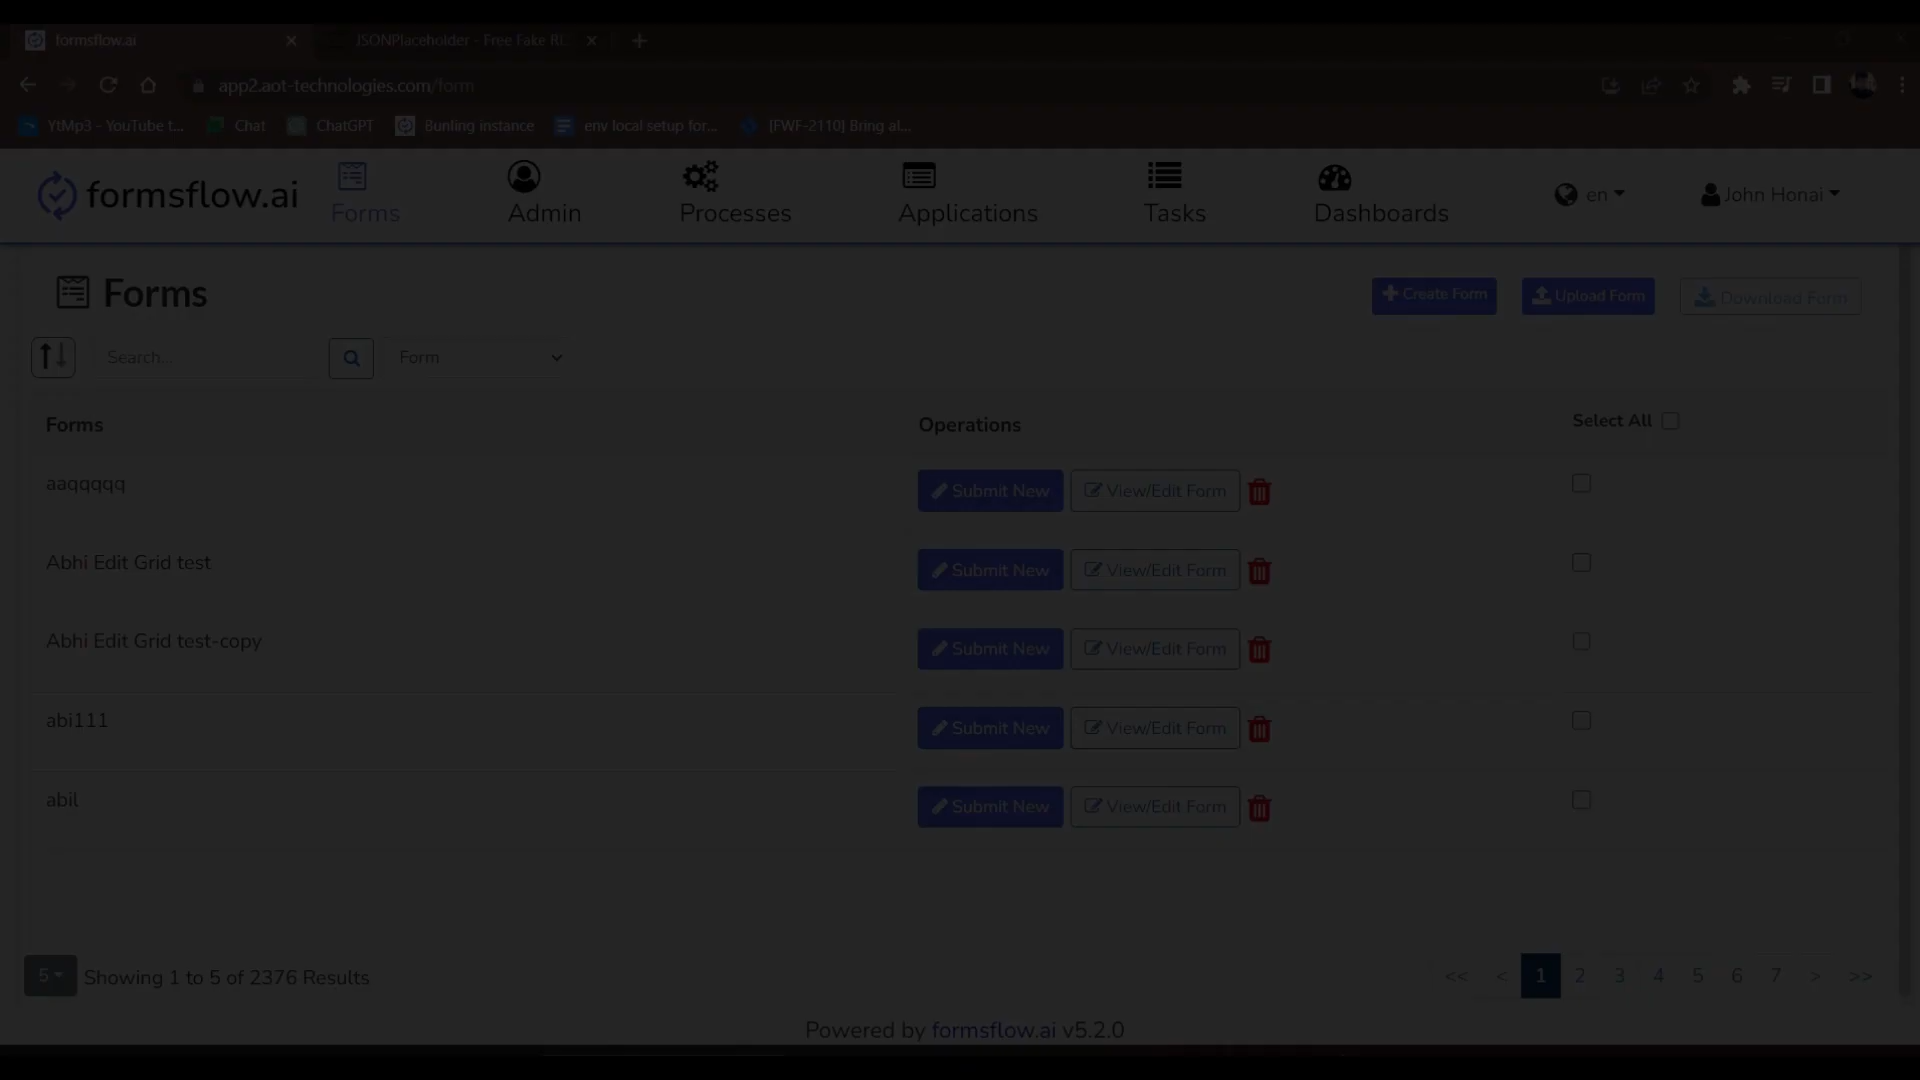 formsflow.ai
JSONPlaceholder - Free Fake R
app2.aot-technologies.com/form
YtMp3 - YouTube t...
Chat
ChatGPT
Bunling instance
env local setup for...
[FWF-2110] Bring al...
formsflow.ai
Forms
Admin
Processes
Applications
Tasks
Dashboards
en
John Honai
Forms
Create Form
Upload Form
Download Form
Search...
Form
Forms
Operations
Select All
aaqqqqq
Submit New
View/Edit Form
Abhi Edit Grid test
Submit New
View/Edit Form
Abhi Edit Grid test-copy
Submit New
View/Edit Form
abi111
Submit New
View/Edit Form
abil
Submit New
View/Edit Form
5
Showing 1 to 5 of 2376 Results
<< < 1 2 3 4 5 6 7 > >>
Powered by formsflow.ai v5.2.0